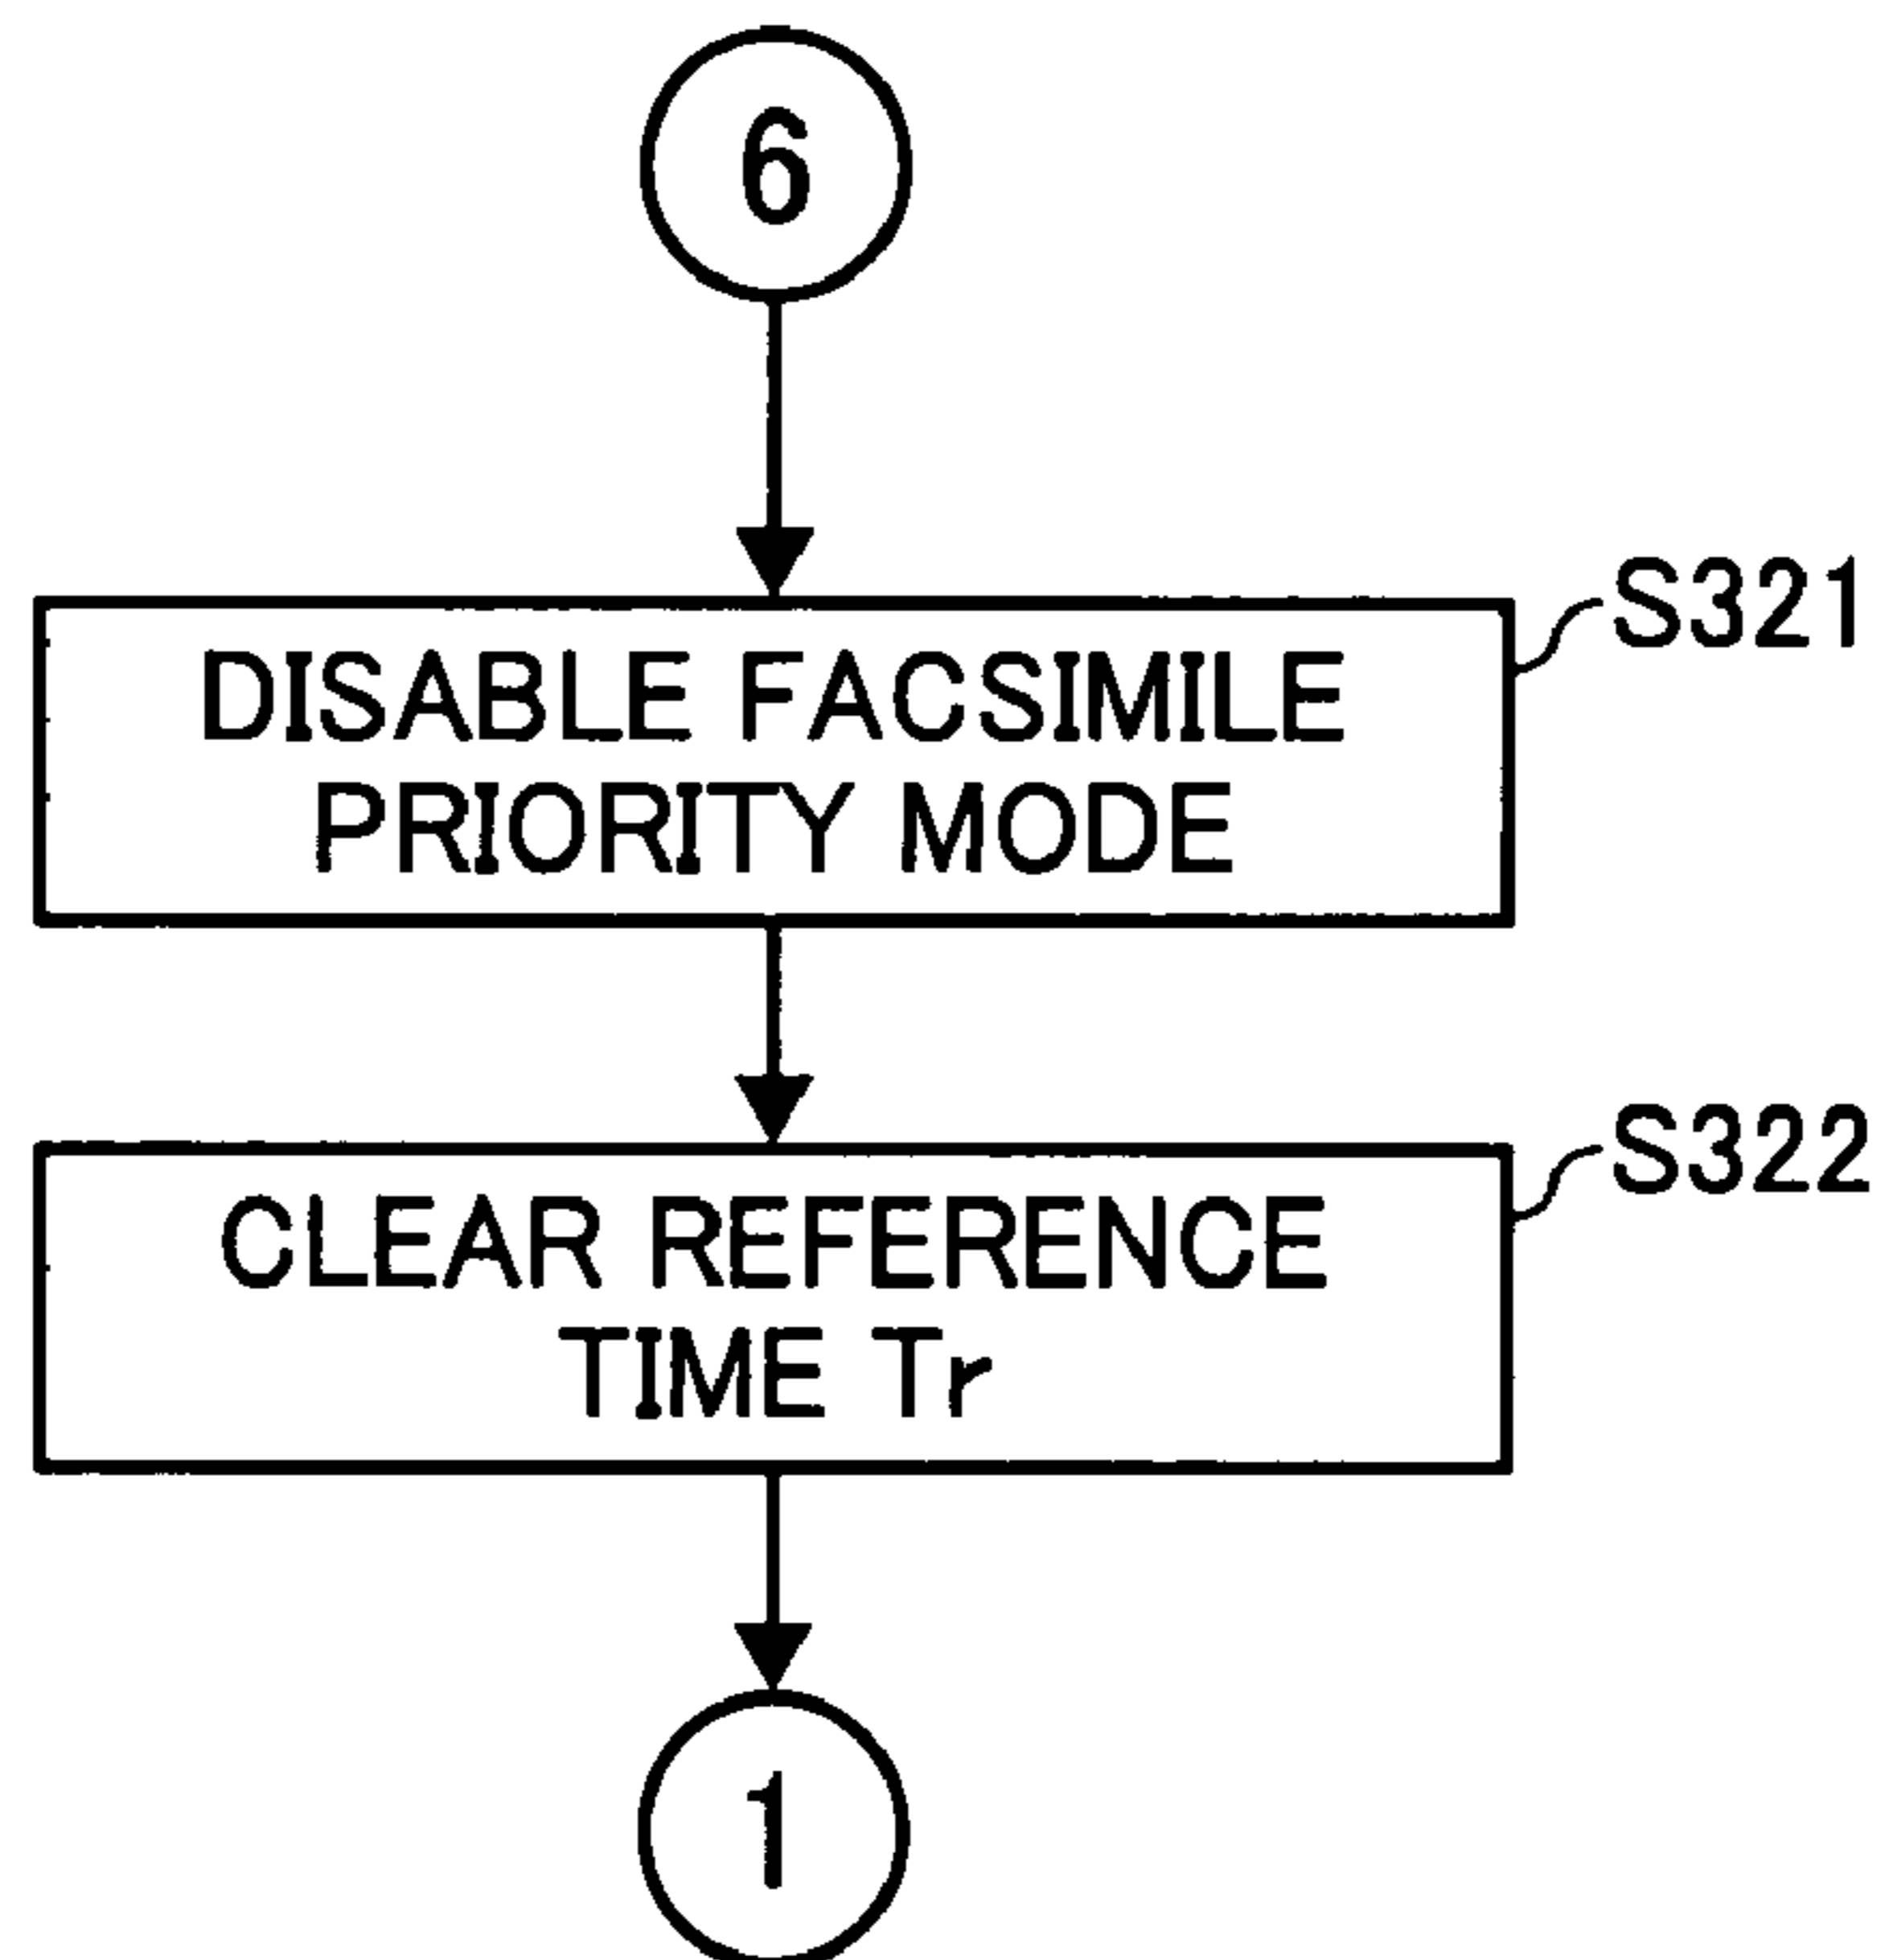 6
S321
DISABLE FACSIMILE
PRIORITY MODE
S322
CLEAR REFERENCE
TIME Tr
1